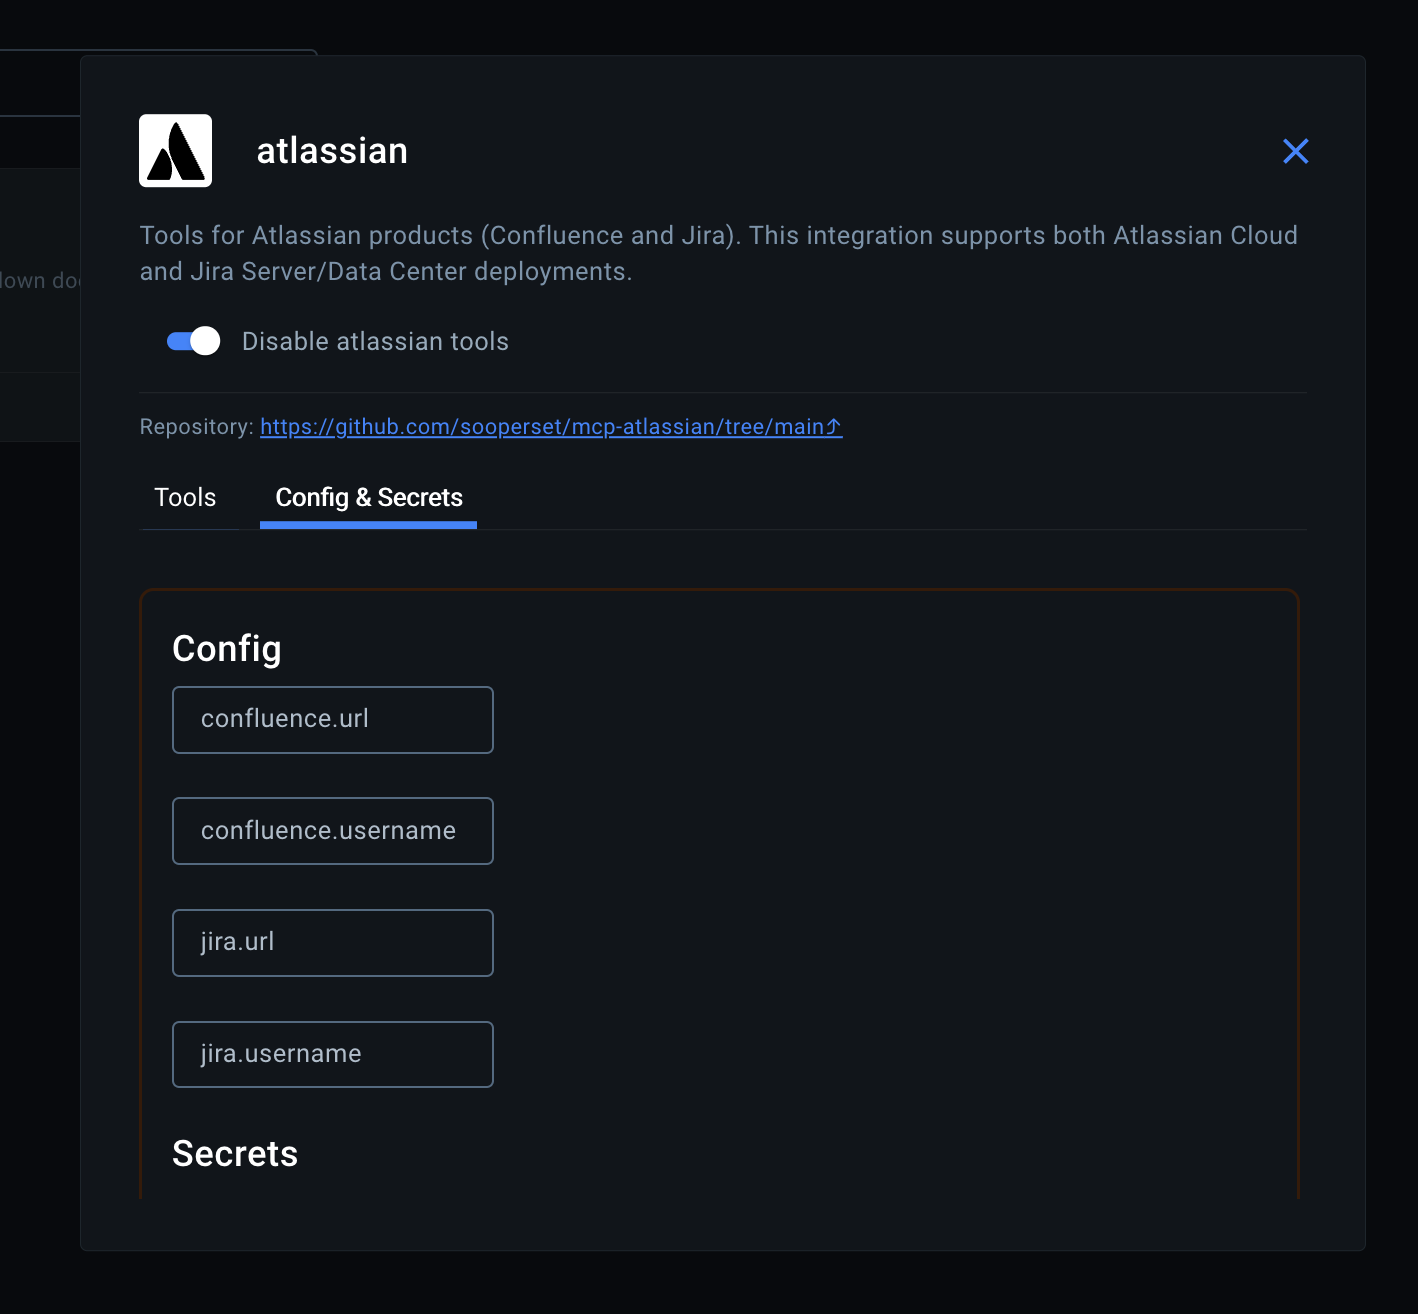 atlassian
Tools for Atlassian products (Confluence and Jira). This integration supports both Atlassian Cloud
and Jira Server/Data Center deployments.
Disable atlassian tools
Repository: https://github.com/sooperset/mcp-atlassian/tree/main⤴
Tools
Config & Secrets
Config
confluence.url
confluence.username
jira.url
jira.username
Secrets